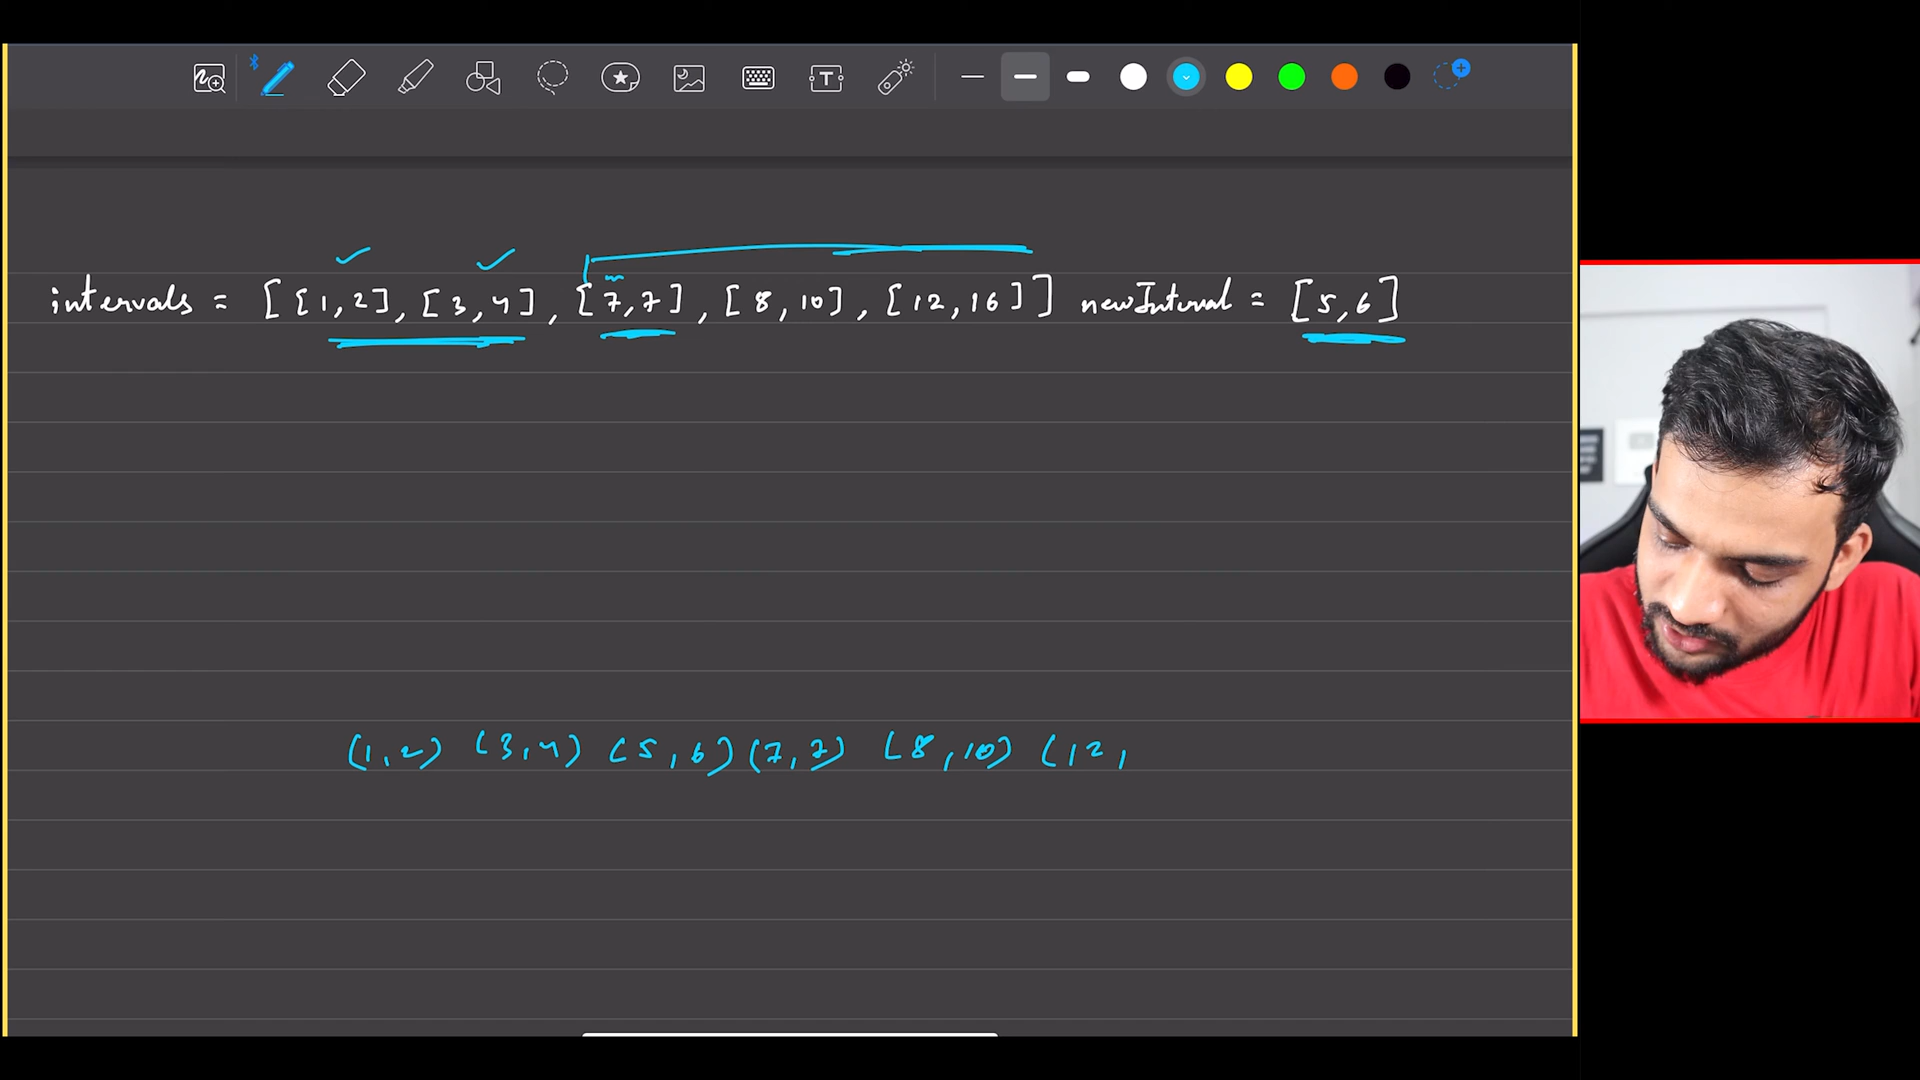 intervals = [[1,2], [3,4], [7,7], [8,10], [12,16]] newInterval = [5,6]
(1,2) (3,4) (5,6) (7,7) (8,10) (12,